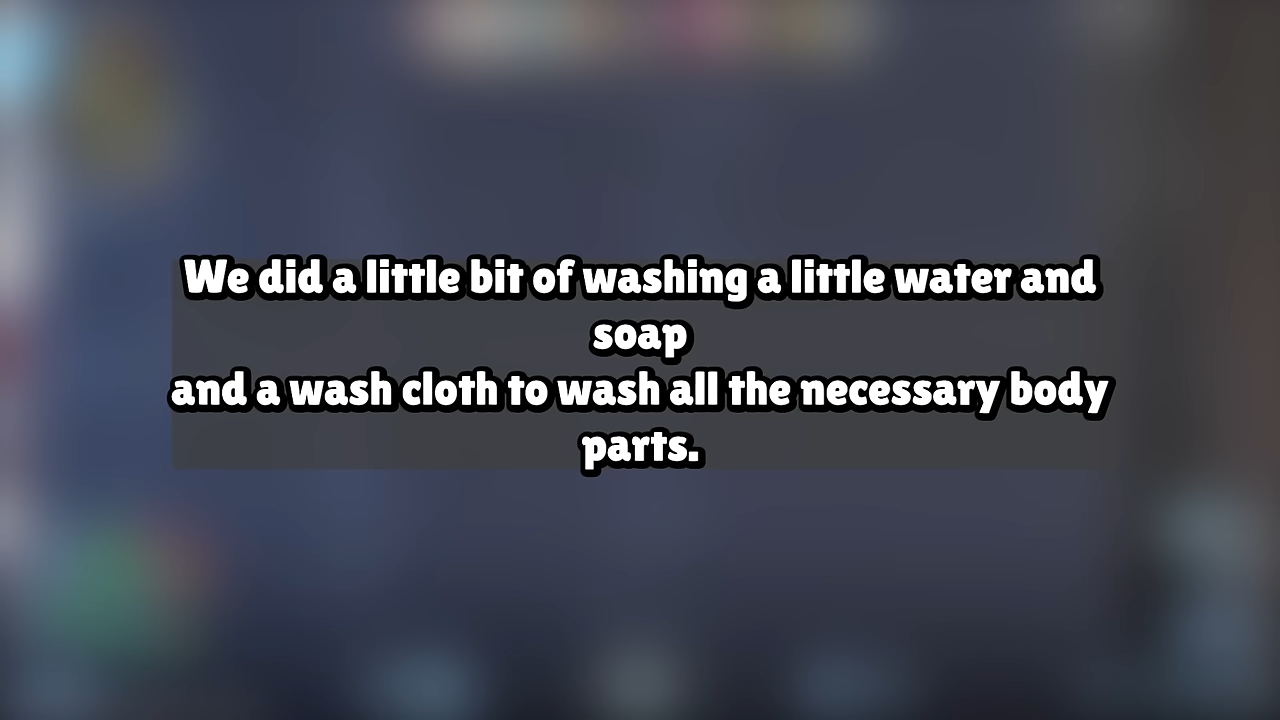 We did a little bit of washing a little water and
soap
and a wash cloth to wash all the necessary body
parts.